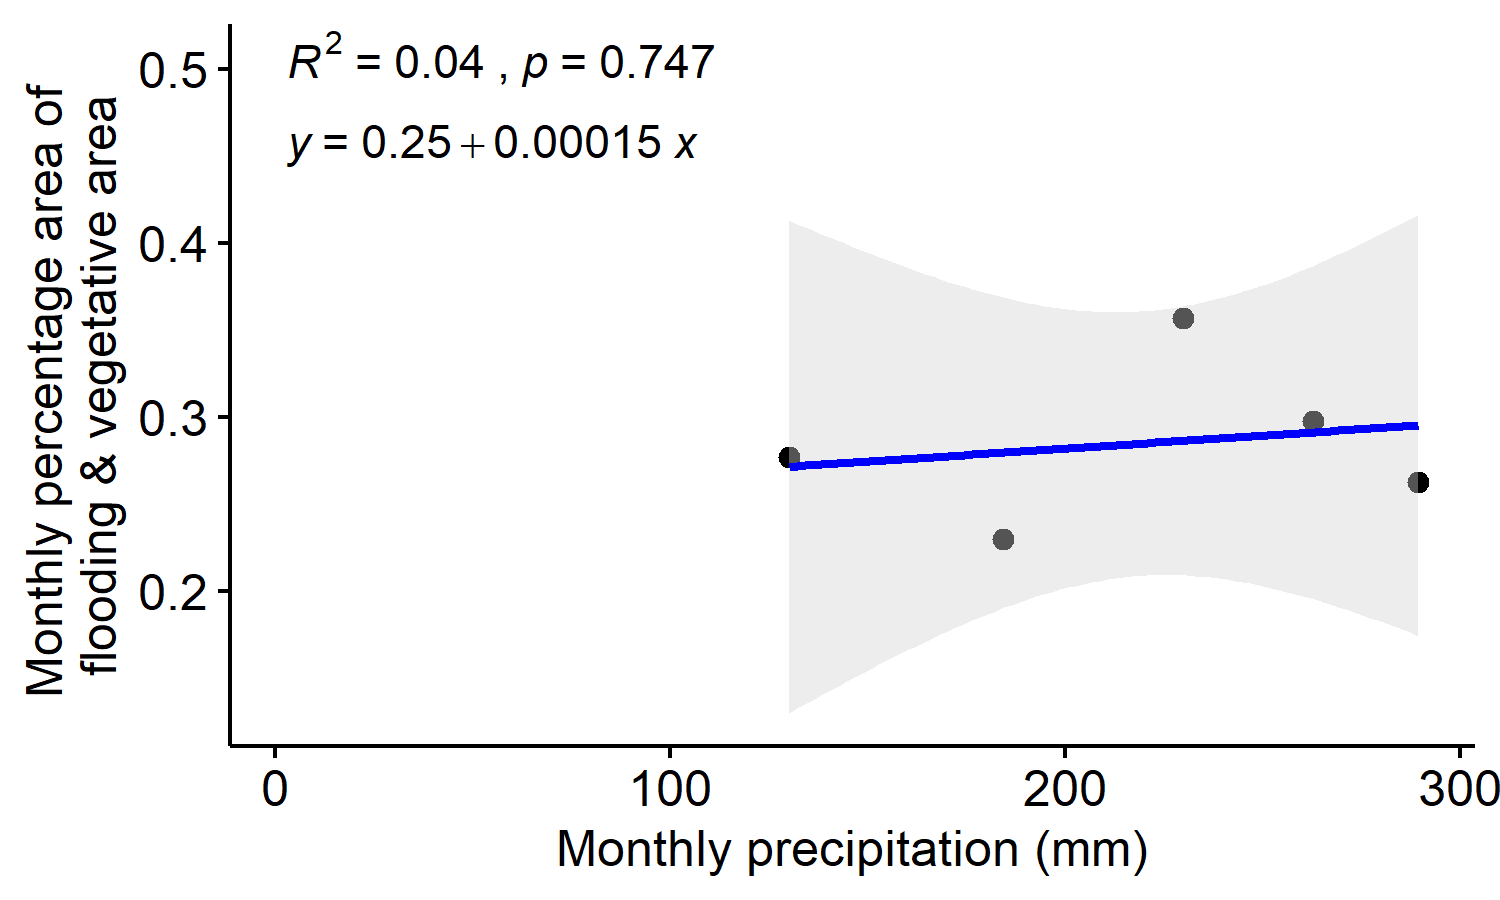 R² = 0.04 , p = 0.747
y = 0.25 + 0.00015 x
Monthly percentage area of
flooding & vegetative area
0.5
0.4
0.3
0.2
0 100 200 300
Monthly precipitation (mm)